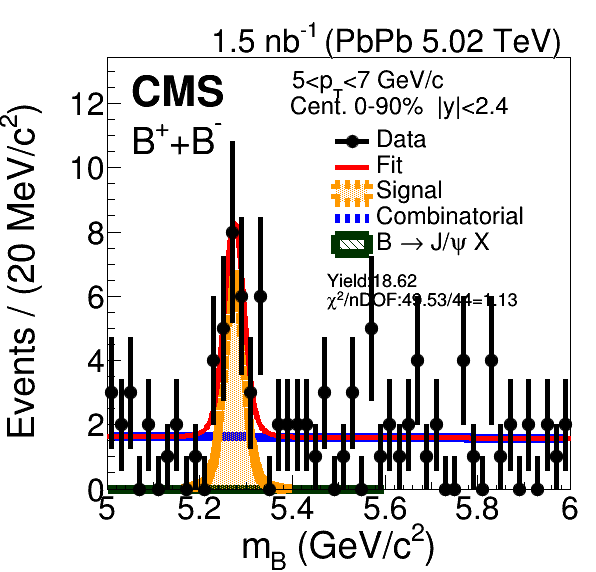 1.5 nb⁻¹ (PbPb 5.02 TeV)
CMS
5<p_T<7 GeV/c
Cent. 0-90% |y|<2.4
B⁺+B⁻
Data
Fit
Signal
Combinatorial
B → J/ψ X
Yield:18.62
χ²/nDOF:49.53/44=1.13
Events / (20 MeV/c²)
12
10
8
6
4
2
0
5 5.2 5.4 5.6 5.8 6
m_B (GeV/c²)